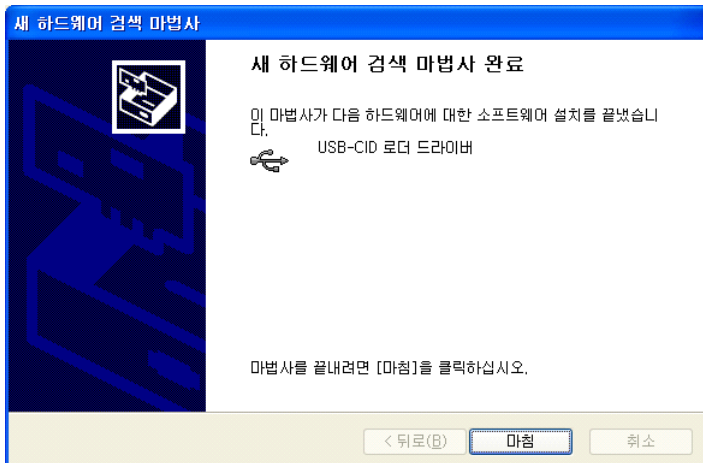 새 하드웨어 검색 마법사
새 하드웨어 검색 마법사 완료
이 마법사가 다음 하드웨어에 대한 소프트웨어 설치를 끝냈습니
다.
USB-CID 로더 드라이버
마법사를 끝내려면 [마침]을 클릭하십시오.
< 뒤로(B) 마침 취소